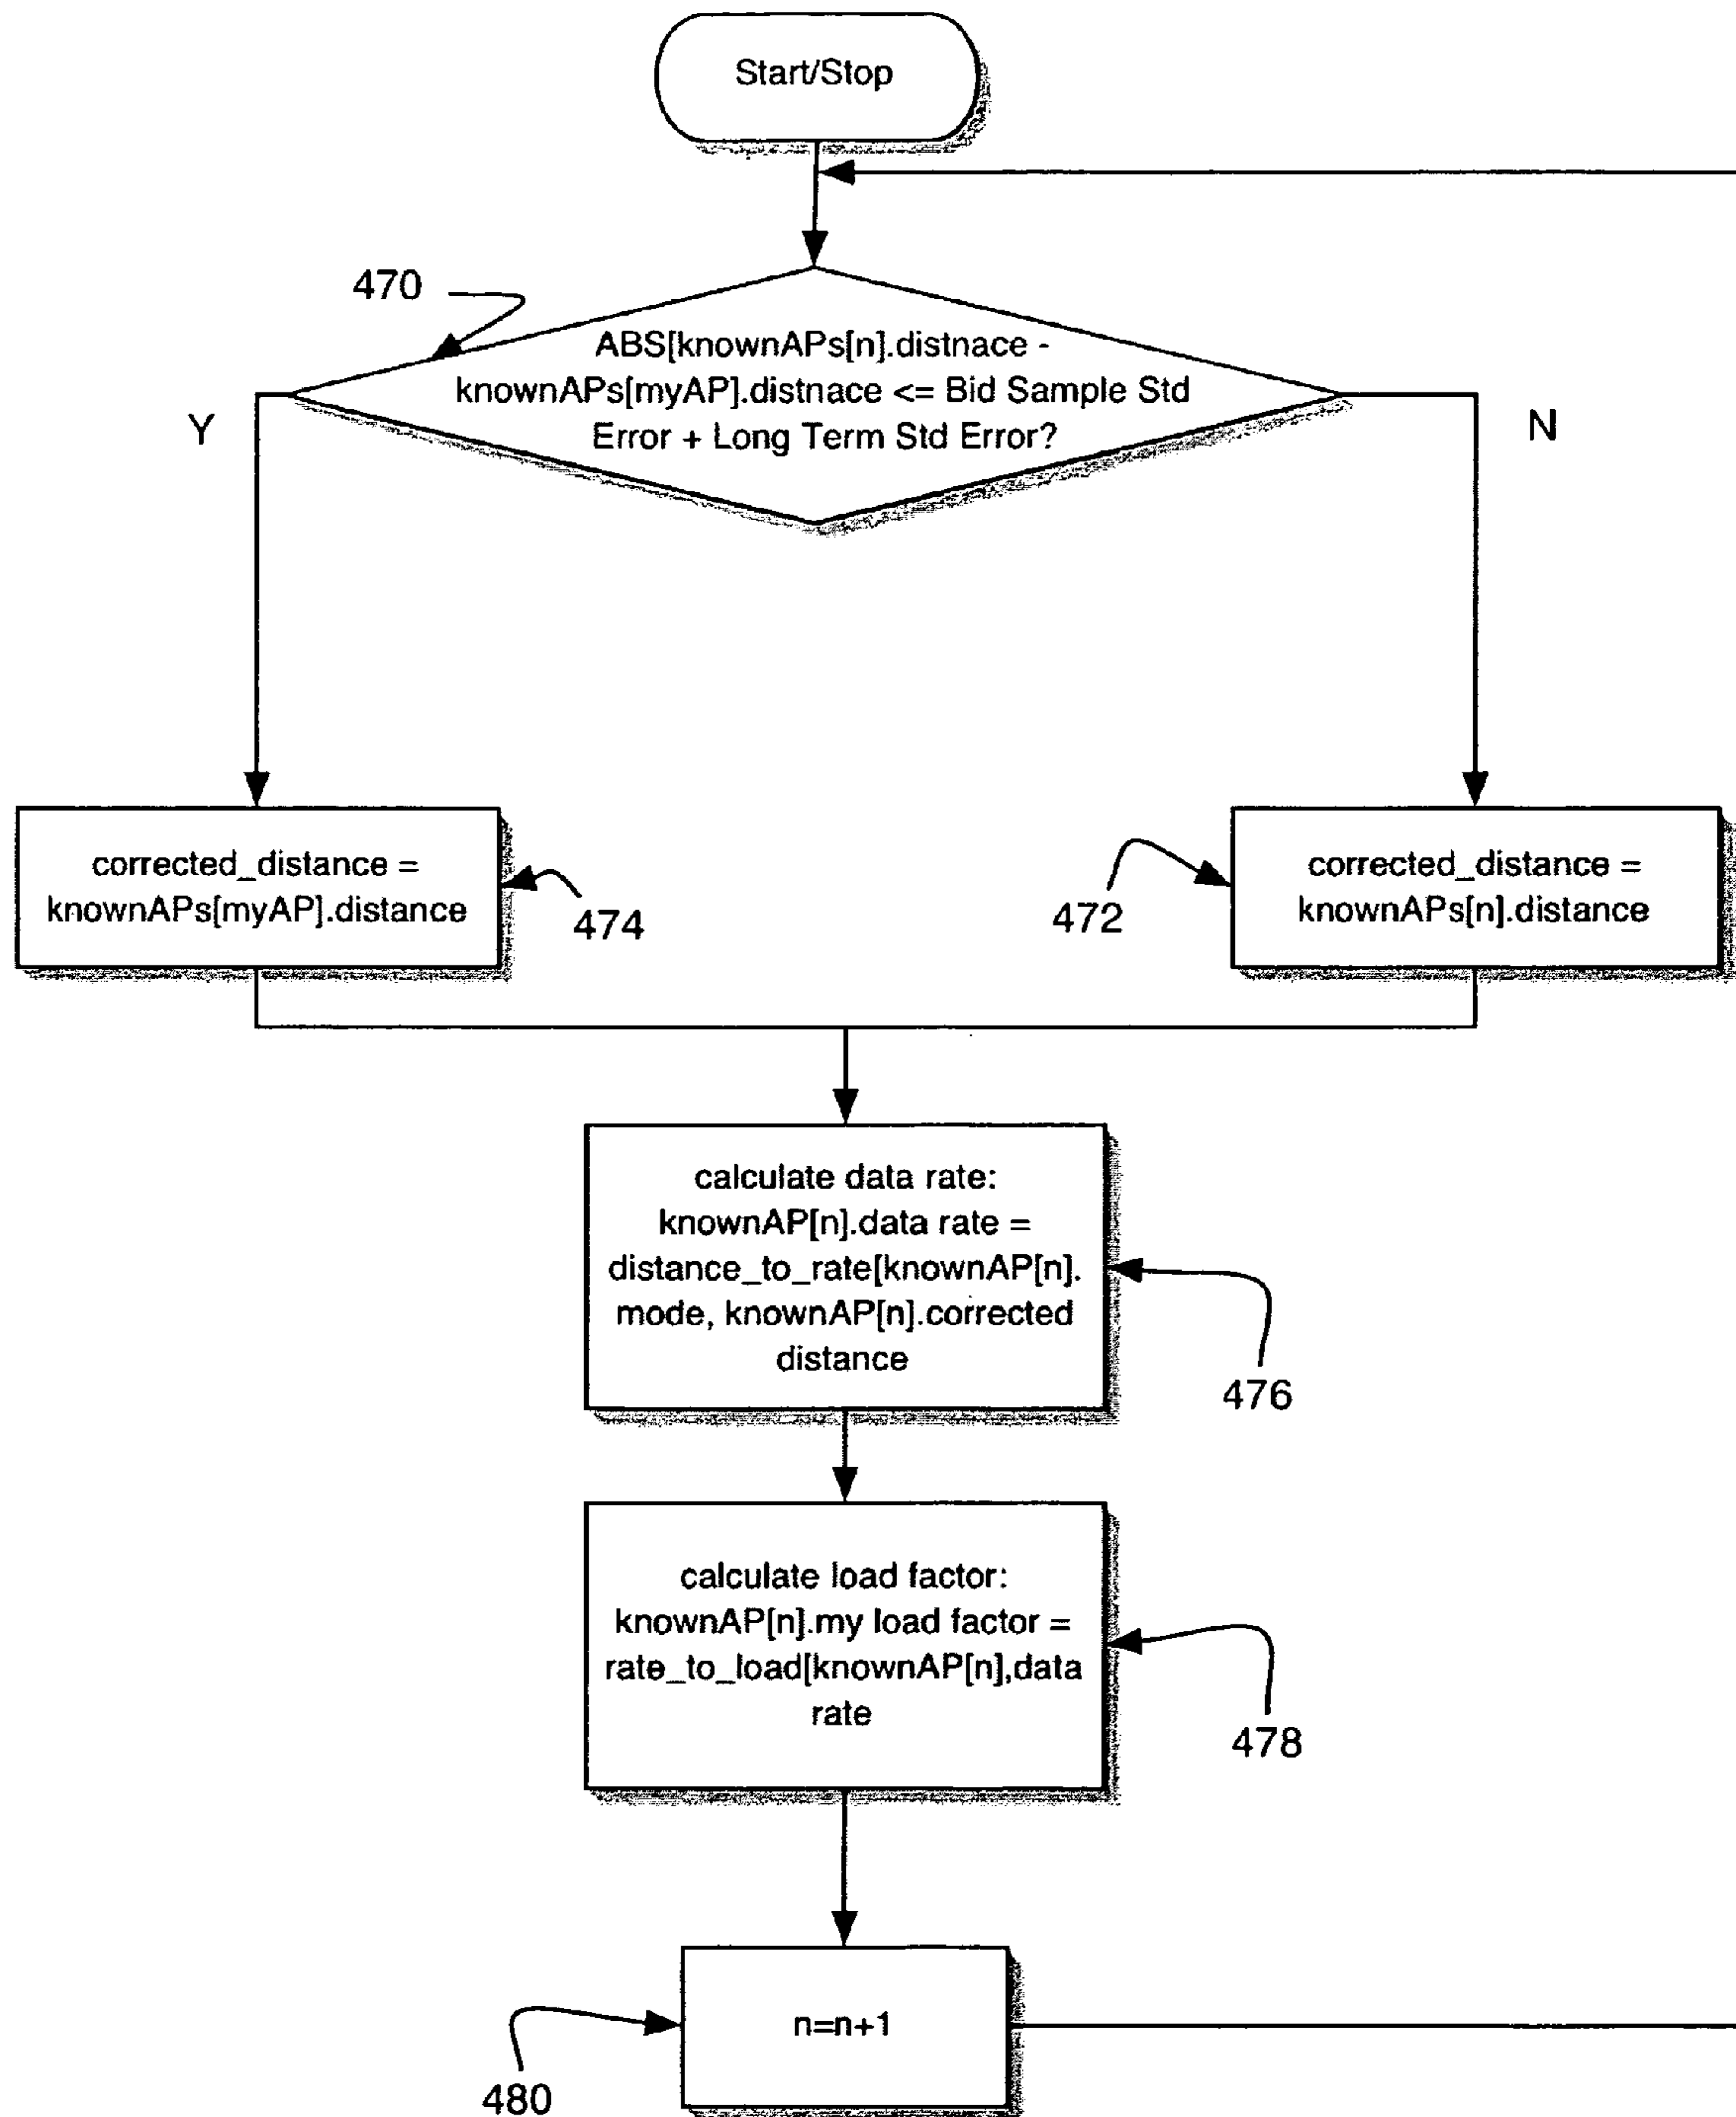 Start/Stop
470
ABS[knownAPs[n].distnace -
knownAPs[myAP].distnace <= Bid Sample Std
Error + Long Term Std Error?
Y
N
corrected_distance =
knownAPs[myAP].distance
474
472
corrected_distance =
knownAPs[n].distance
calculate data rate:
knownAP[n].data rate =
distance_to_rate[knownAP[n].
mode, knownAP[n].corrected
distance
476
calculate load factor:
knownAP[n].my load factor =
rate_to_load[knownAP[n],data
rate
478
n=n+1
480